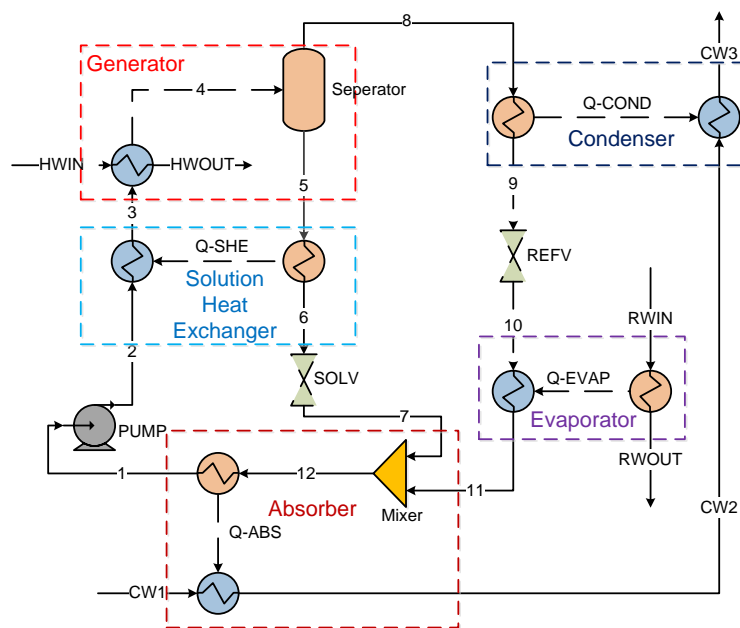 8
CW3
Generator
4
Seperator
Q-COND
Condenser
HWIN
HWOUT
5
9
3
Q-SHE
REFV
Solution
Heat
Exchanger
6
10
RWIN
2
SOLV
Q-EVAP
Evaporator
7
PUMP
RWOUT
1
12
11
Absorber
Mixer
CW2
Q-ABS
CW1